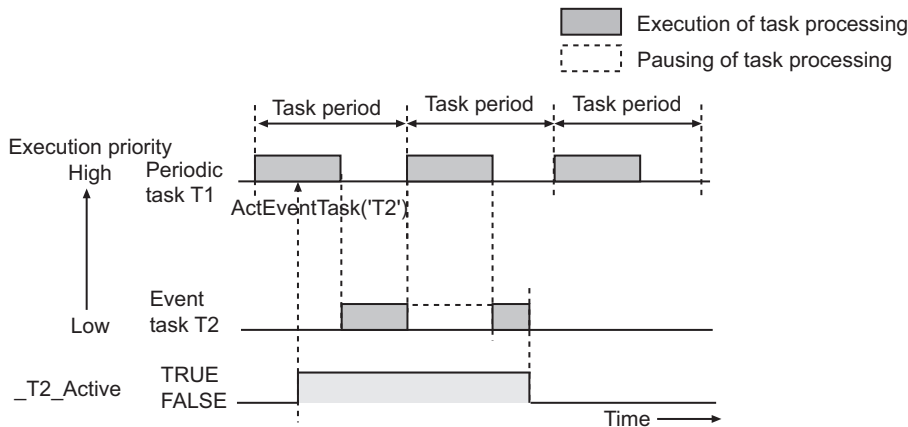 Execution of task processing
Pausing of task processing
Task period
Task period
Task period
Execution priority
High
Periodic
task T1
ActEventTask('T2')
Low
Event
task T2
_T2_Active
TRUE
FALSE
Time